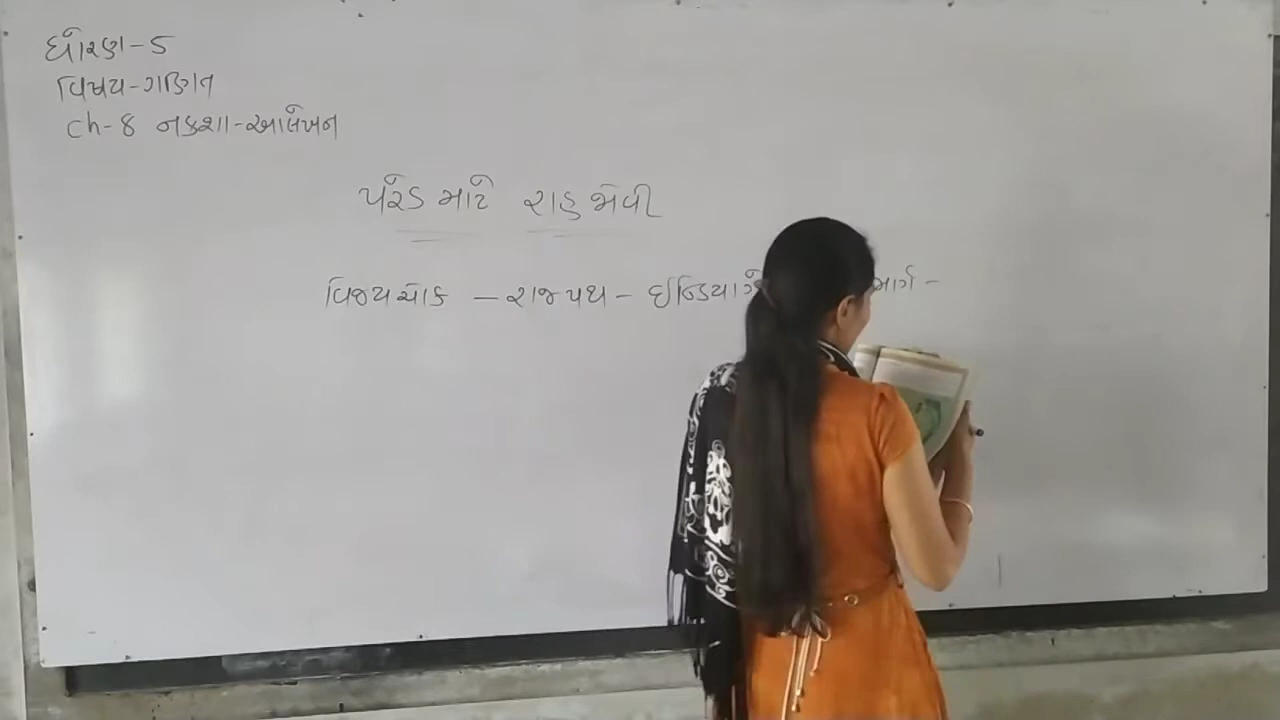 ધોરણ-5
વિષય-ગણિત
ch-8 નકશા-આલેખન
પરેડ માટે રાહ જોવી
વિજયચોક - રાજપથ - ઇન્ડિયાગે માર્ગ -